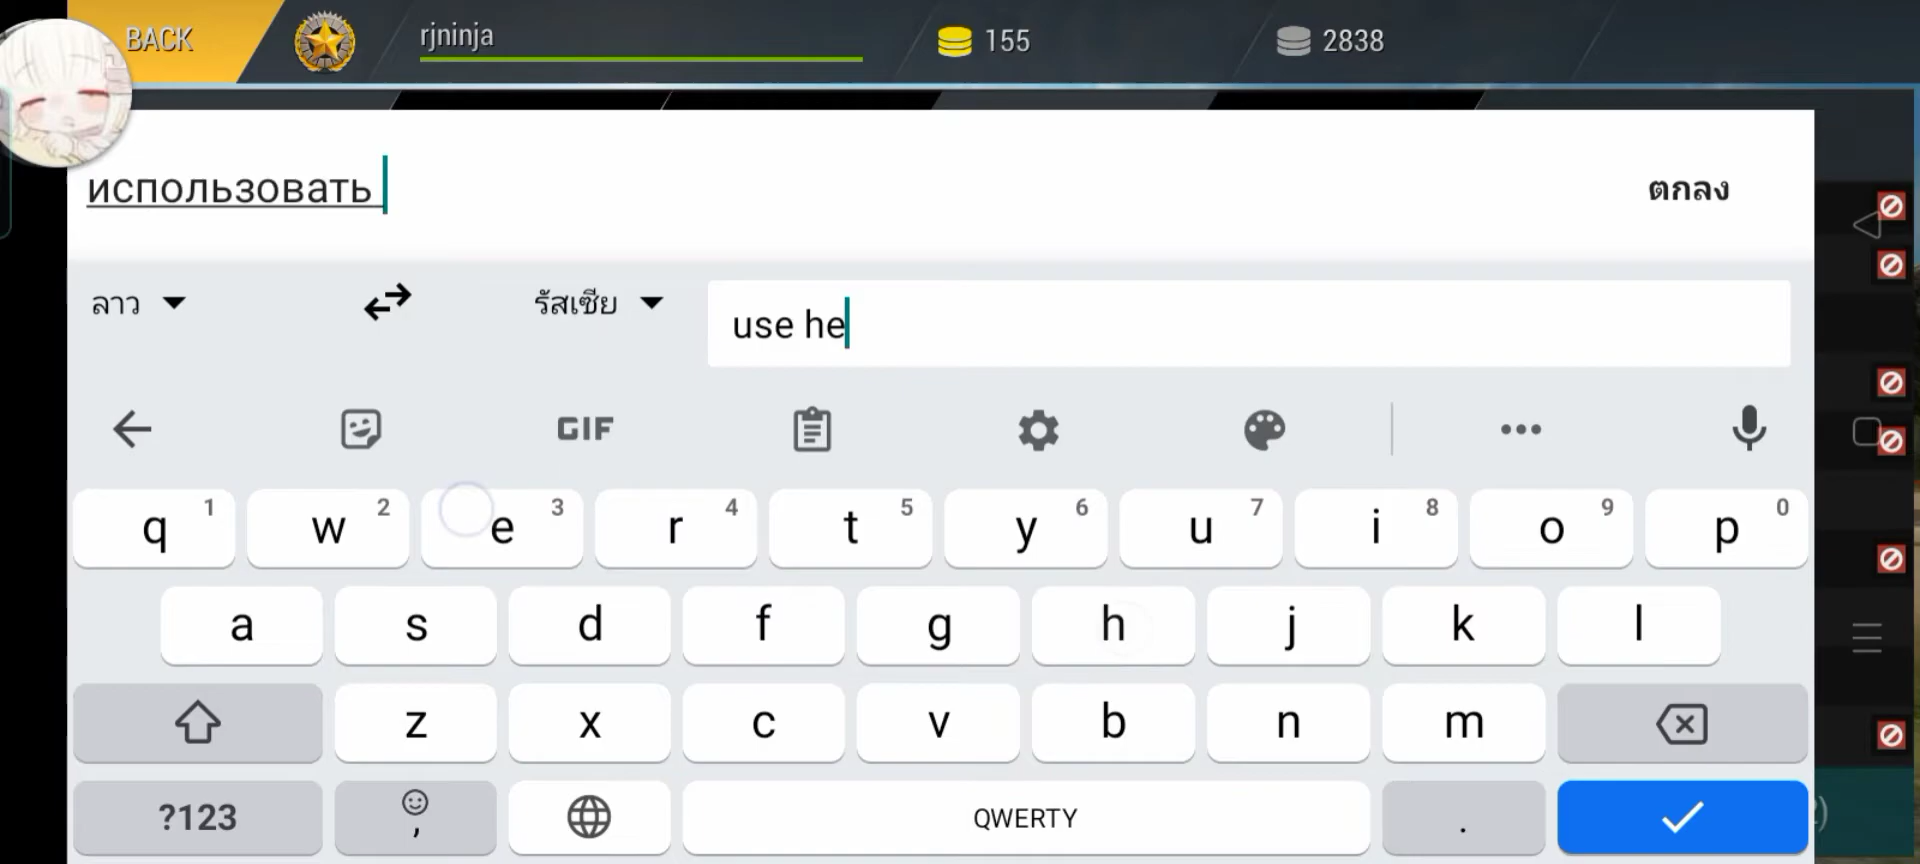 BACK
rjninja
155
2838
использовать
ตกลง
ลาว
รัสเซีย
use he
GIF
q 1 w 2 e 3 r 4 t 5 y 6 u 7 i 8 o 9 p 0
a s d f g h j k l
z x c v b n m
?123 , QWERTY .